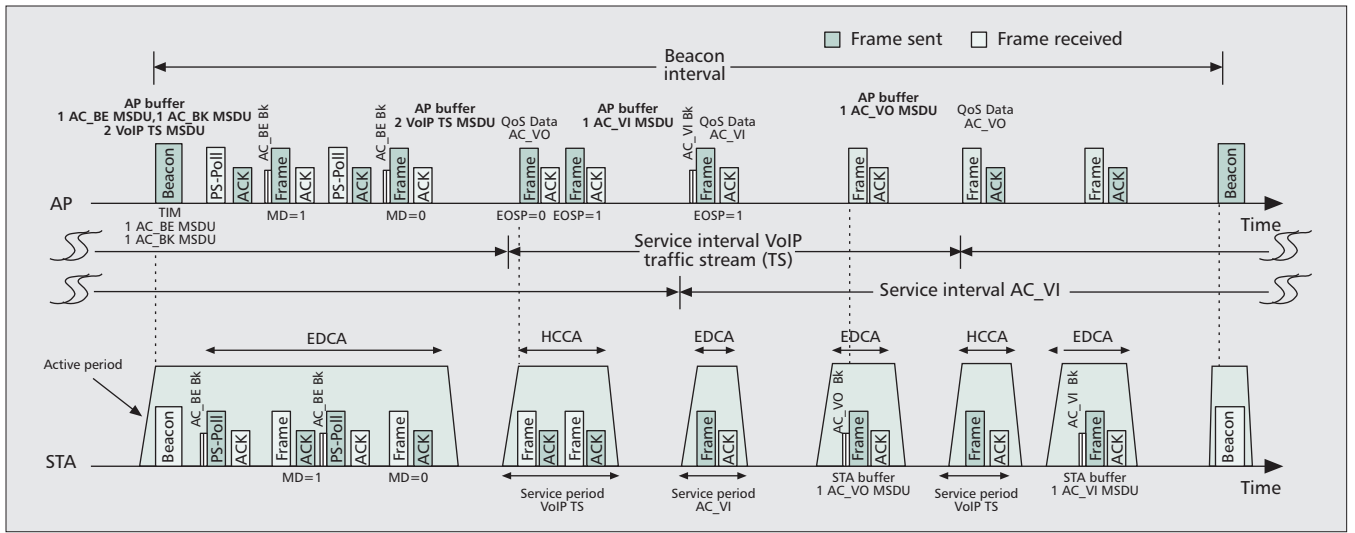 Frame sent
Frame received
Beacon
interval
AP buffer
1 AC_BE MSDU,1 AC_BK MSDU
2 VoIP TS MSDU
AC_BE Bk
AC_BE Bk
AP buffer
2 VoIP TS MSDU
QoS Data
AC_VO
AP buffer
1 AC_VI MSDU
AC_VI Bk
QoS Data
AC_VI
AP buffer
1 AC_VO MSDU
QoS Data
AC_VO
AP
Beacon
PS-Poll
ACK
Frame
ACK
PS-Poll
ACK
Frame
ACK
Frame
ACK
Frame
ACK
Frame
ACK
Frame
ACK
Frame
ACK
Frame
ACK
Beacon
TIM
1 AC_BE MSDU
1 AC_BK MSDU
MD=1
MD=0
EOSP=0
EOSP=1
EOSP=1
Time
Service interval VoIP
traffic stream (TS)
Service interval AC_VI
Active period
EDCA
HCCA
EDCA
EDCA
HCCA
EDCA
STA
Beacon
AC_BE Bk
PS-Poll
ACK
Frame
ACK
AC_BE Bk
PS-Poll
ACK
Frame
ACK
Frame
ACK
Frame
ACK
Frame
ACK
AC_VO Bk
Frame
ACK
Frame
ACK
AC_VI Bk
Frame
ACK
Beacon
MD=1
MD=0
Service period
VoIP TS
Service period
AC_VI
STA buffer
1 AC_VO MSDU
Service period
VoIP TS
STA buffer
1 AC_VI MSDU
Time